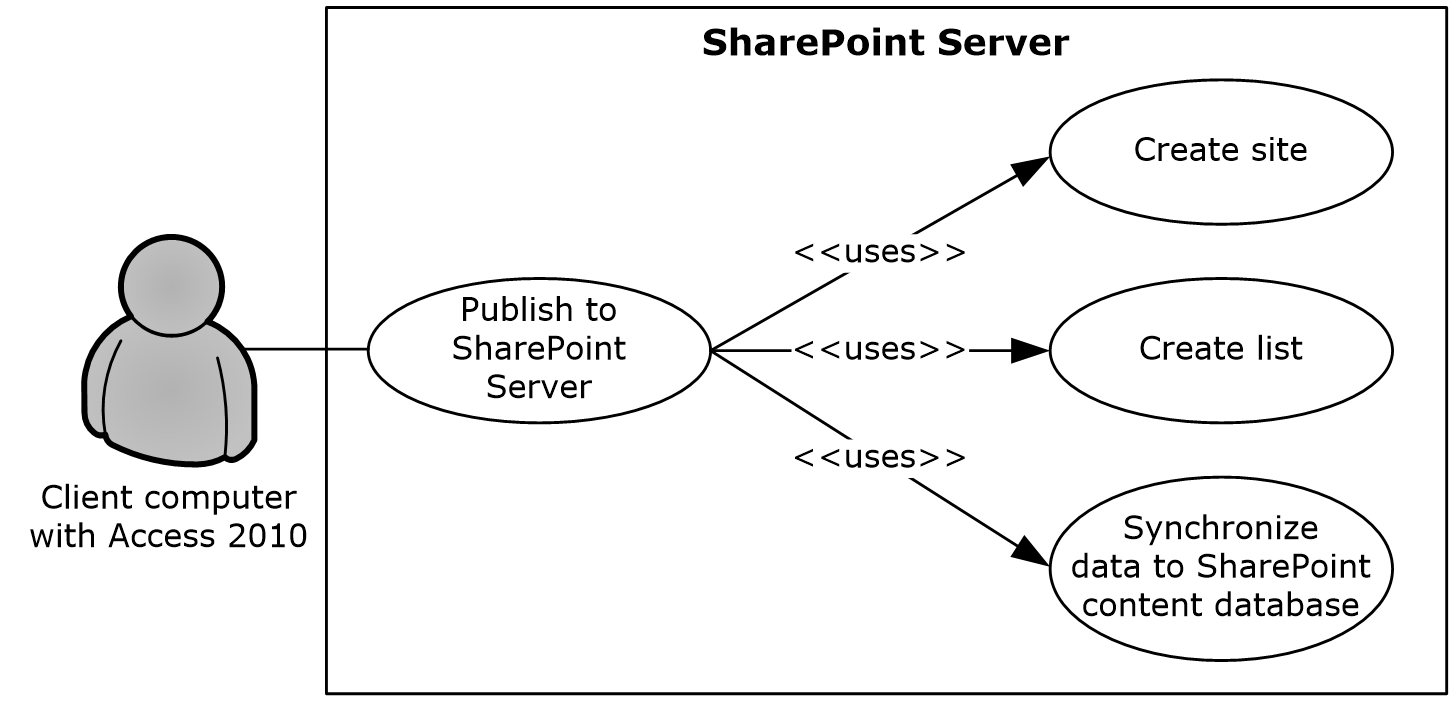 SharePoint Server
Create site
<<uses>>
Publish to
SharePoint
Server
<<uses>>
Create list
<<uses>>
Client computer
with Access 2010
Synchronize
data to SharePoint
content database